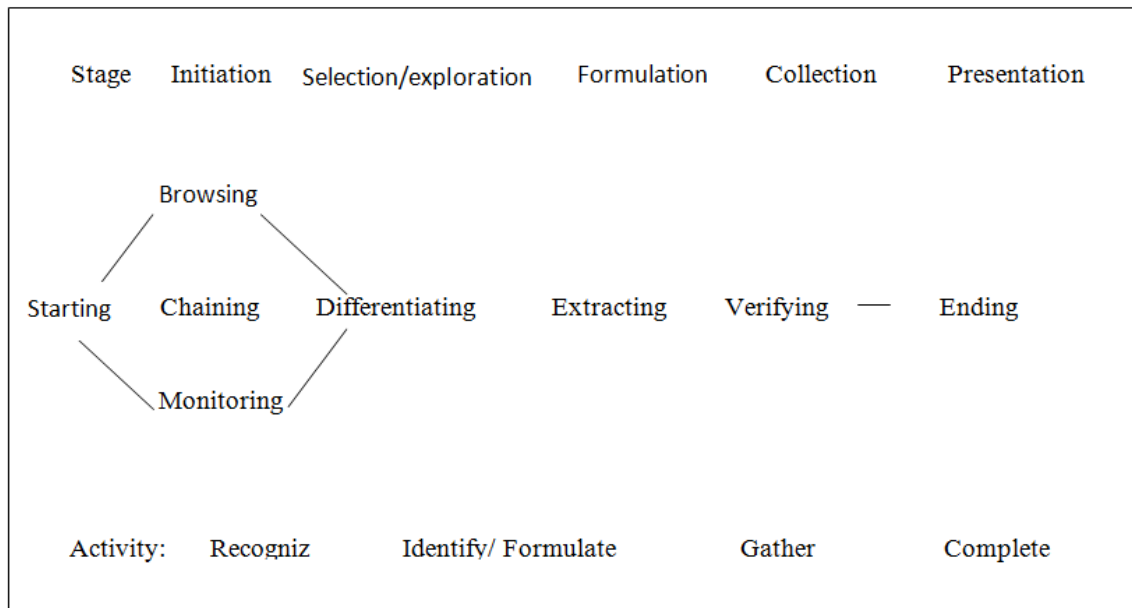 Stage Initiation Selection/exploration Formulation Collection Presentation
Browsing
Starting Chaining Differentiating Extracting Verifying Ending
Monitoring
Activity: Recogniz Identify/ Formulate Gather Complete